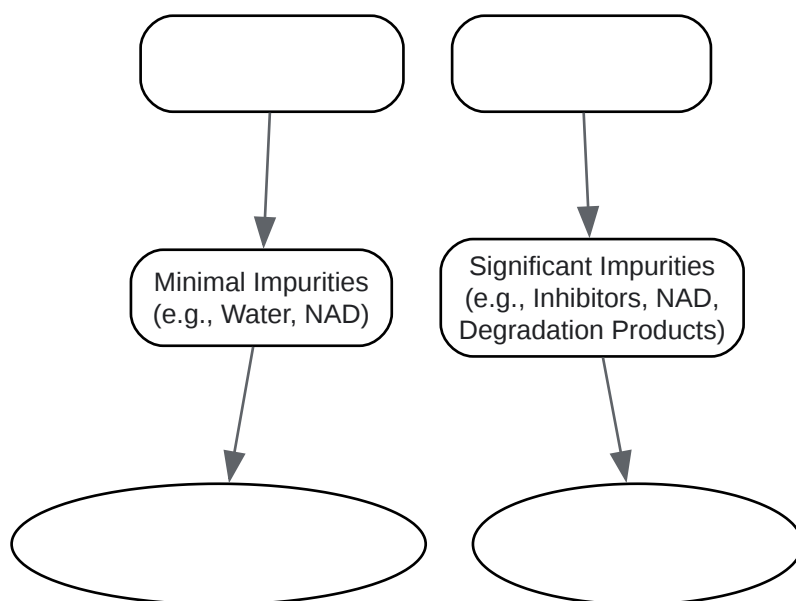 Minimal Impurities
(e.g., Water, NAD)
Significant Impurities
(e.g., Inhibitors, NAD,
Degradation Products)